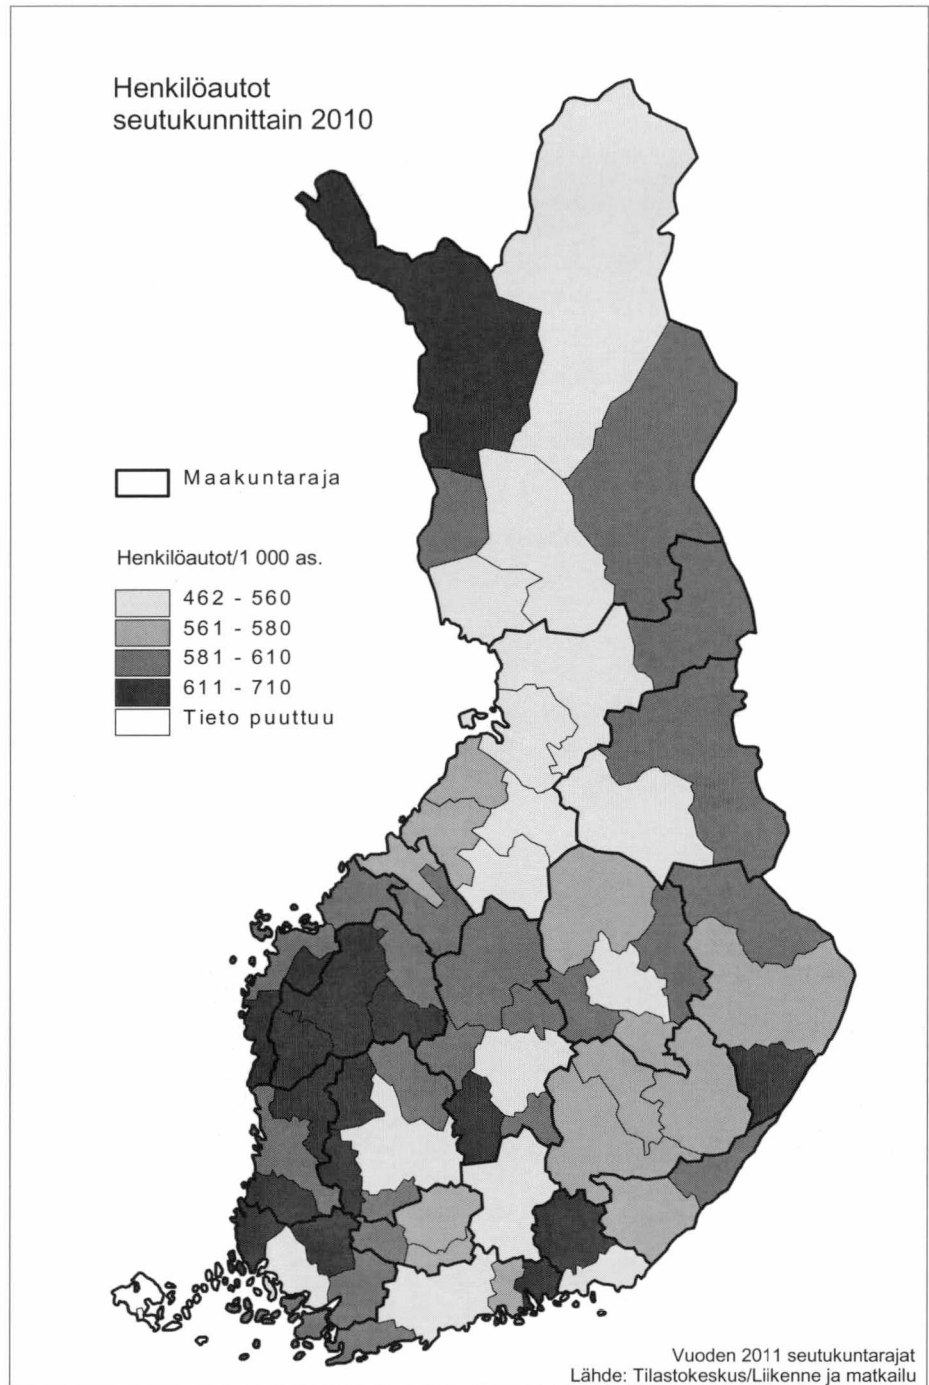 Henkilöautot
seutukunnittain 2010
Maakuntaraja
Henkilöautot/1 000 as.
462 - 560
561 - 580
581 - 610
611 - 710
Tieto puuttuu
Vuoden 2011 seutukuntarajat
Lähde: Tilastokeskus/Liikenne ja matkailu